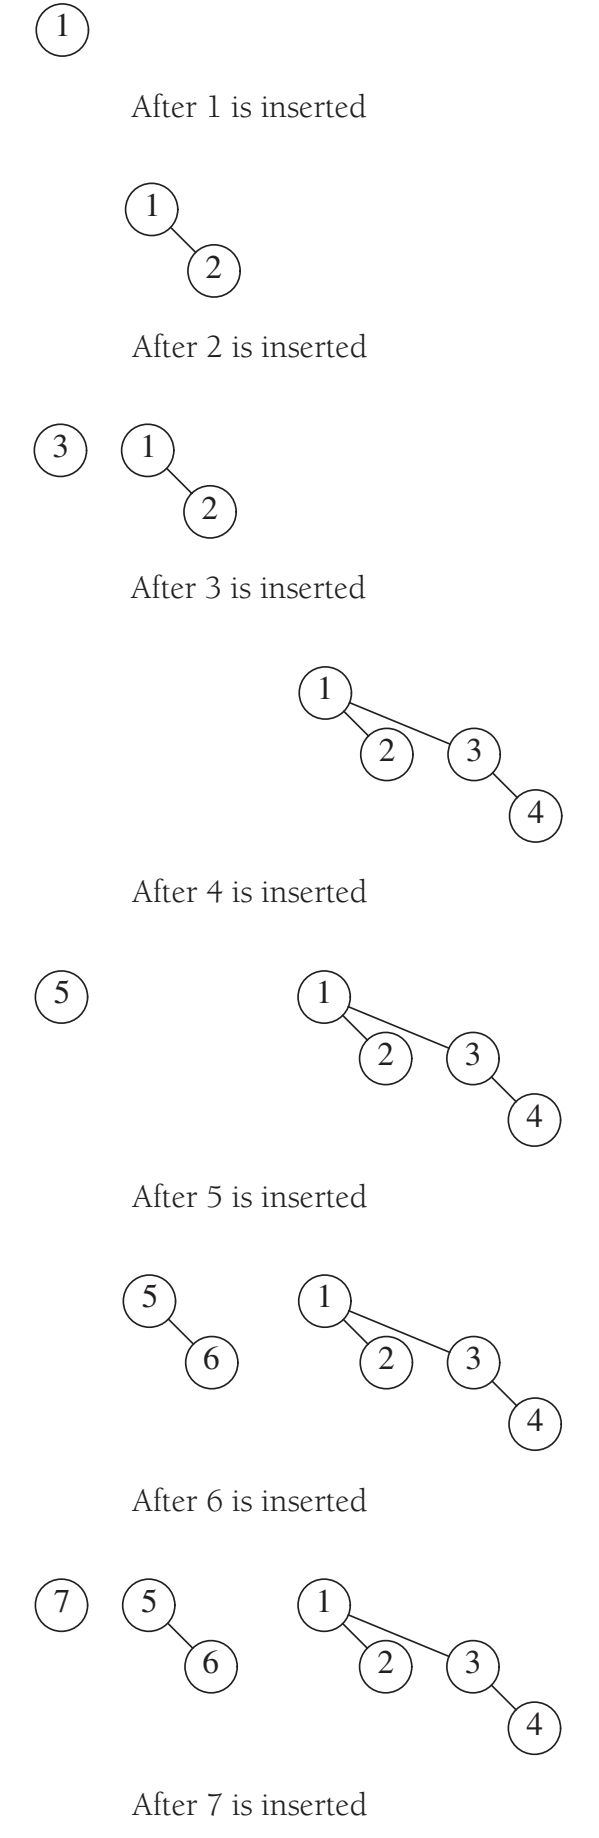 1
After 1 is inserted
1
2
After 2 is inserted
3 1
2
After 3 is inserted
1
2 3
4
After 4 is inserted
5 1
2 3
4
After 5 is inserted
5 1
6 2 3
4
After 6 is inserted
7 5 1
6 2 3
4
After 7 is inserted